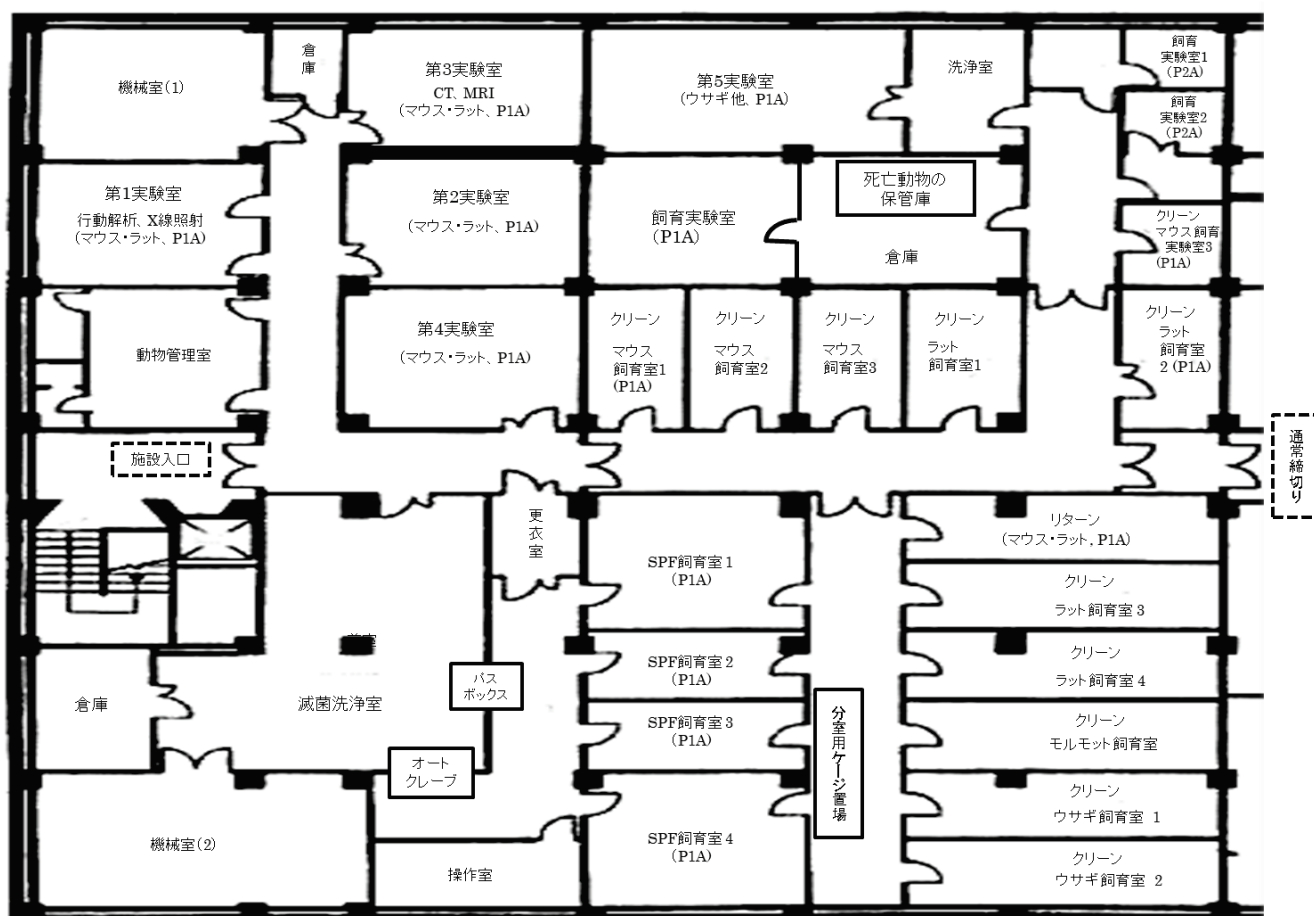 機械室(1)
倉
庫
第3実験室
CT、MRI
(マウス・ラット、P1A)
第5実験室
(ウサギ他、P1A)
洗浄室
飼育
実験室1
(P2A)
飼育
実験室2
(P2A)
第1実験室
行動解析、X線照射
(マウス・ラット、P1A)
第2実験室
(マウス・ラット、P1A)
飼育実験室
(P1A)
死亡動物の
保管庫
倉庫
クリーン
マウス飼育
実験室3
(P1A)
動物管理室
第4実験室
(マウス・ラット、P1A)
クリーン
マウス
飼育室1
(P1A)
クリーン
マウス
飼育室2
クリーン
マウス
飼育室3
クリーン
ラット
飼育室1
クリーン
ラット
飼育室
2 (P1A)
施設入口
通常締切り
更
衣
室
SPF飼育室1
(P1A)
リターン
(マウス・ラット, P1A)
クリーン
ラット飼育室 3
SPF飼育室2
(P1A)
クリーン
ラット飼育室 4
倉庫
滅菌洗浄室
パス
ボックス
SPF飼育室3
(P1A)
分室用ケージ置場
クリーン
モルモット飼育室
オート
クレーブ
クリーン
ウサギ飼育室 1
機械室(2)
操作室
SPF飼育室4
(P1A)
クリーン
ウサギ飼育室 2